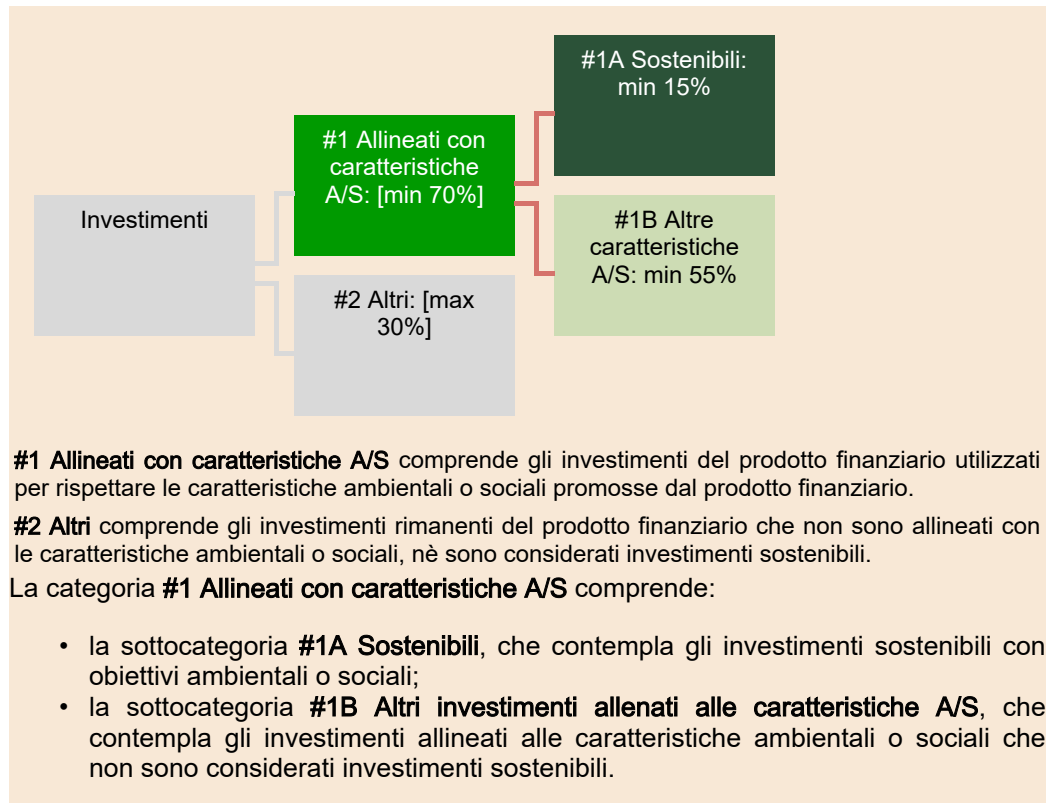 #1A Sostenibili:
min 15%
#1 Allineati con
caratteristiche
A/S: [min 70%]
Investimenti
#1B Altre
caratteristiche
A/S: min 55%
#2 Altri: [max
30%]
#1 Allineati con caratteristiche A/S comprende gli investimenti del prodotto finanziario utilizzati
per rispettare le caratteristiche ambientali o sociali promosse dal prodotto finanziario.
#2 Altri comprende gli investimenti rimanenti del prodotto finanziario che non sono allineati con
le caratteristiche ambientali o sociali, nè sono considerati investimenti sostenibili.
La categoria #1 Allineati con caratteristiche A/S comprende:
• la sottocategoria #1A Sostenibili, che contempla gli investimenti sostenibili con
obiettivi ambientali o sociali;
• la sottocategoria #1B Altri investimenti allenati alle caratteristiche A/S, che
contempla gli investimenti allineati alle caratteristiche ambientali o sociali che
non sono considerati investimenti sostenibili.